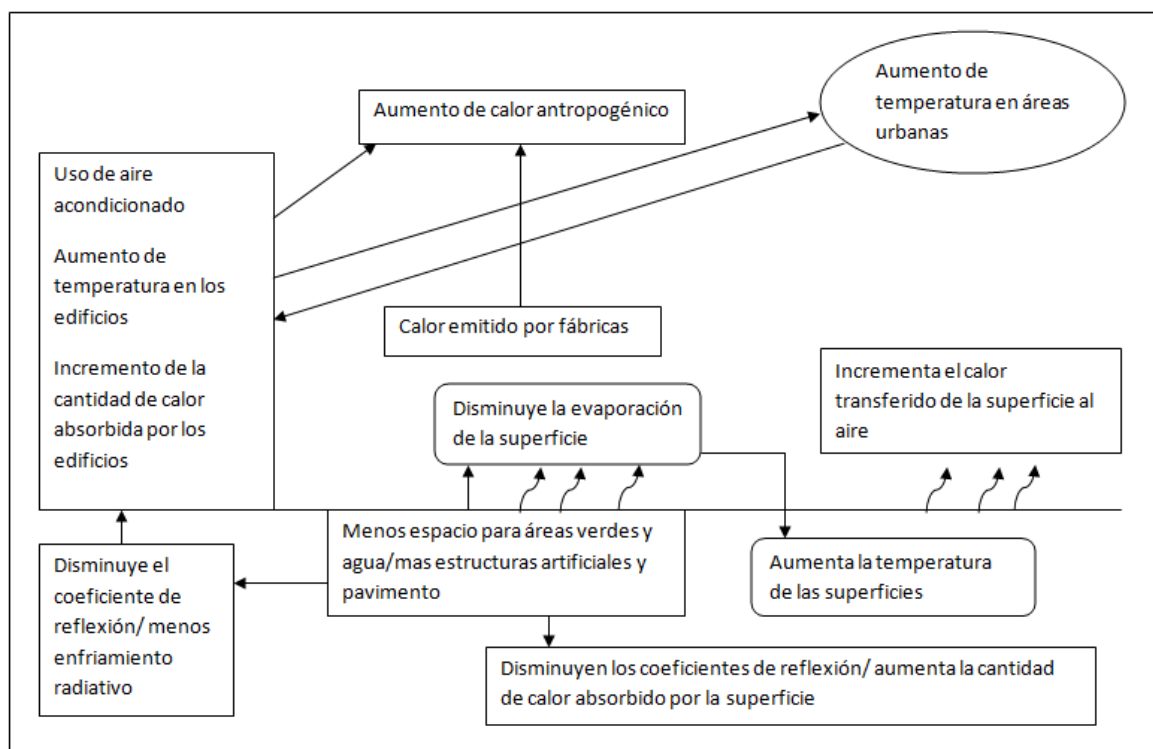 Aumento de
temperatura en áreas
urbanas
Aumento de calor antropogénico
Uso de aire
acondicionado
Aumento de
temperatura en los
edificios
Incremento de la
cantidad de calor
absorbida por los
edificios
Calor emitido por fábricas
Incrementa el calor
transferido de la superficie al
aire
Disminuye la evaporación
de la superficie
Menos espacio para áreas verdes y
agua/mas estructuras artificiales y
pavimento
Disminuye el
coeficiente de
reflexión/ menos
enfriamiento
radiativo
Aumenta la temperatura
de las superficies
Disminuyen los coeficientes de reflexión/ aumenta la cantidad
de calor absorbido por la superficie